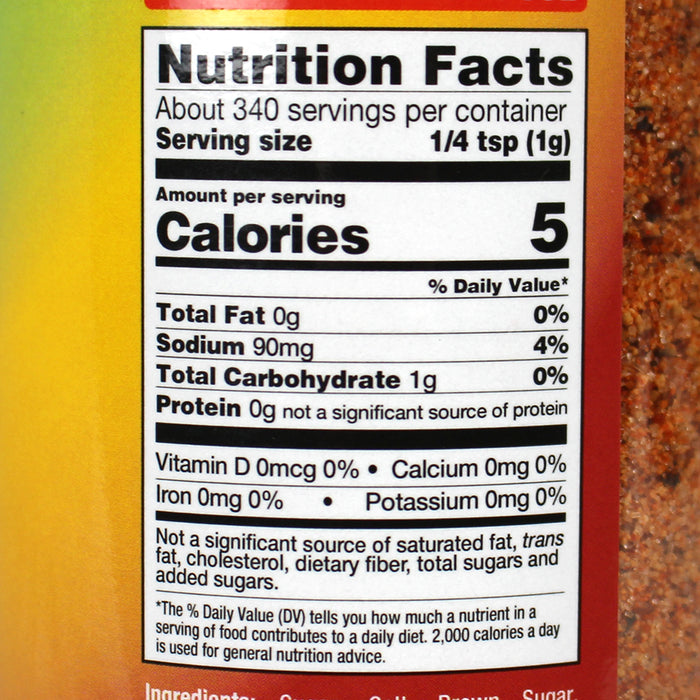 Nutrition Facts
About 340 servings per container
Serving size 1/4 tsp (1g)
Amount per serving
Calories 5
% Daily Value*
Total Fat 0g 0%
Sodium 90mg 4%
Total Carbohydrate 1g 0%
Protein 0g not a significant source of protein
Vitamin D 0mcg 0% • Calcium 0mg 0%
Iron 0mg 0% • Potassium 0mg 0%
Not a significant source of saturated fat, trans
fat, cholesterol, dietary fiber, total sugars and
added sugars.
*The % Daily Value (DV) tells you how much a nutrient in a
serving of food contributes to a daily diet. 2,000 calories a day
is used for general nutrition advice.
Ingredients: Brown Sugar,